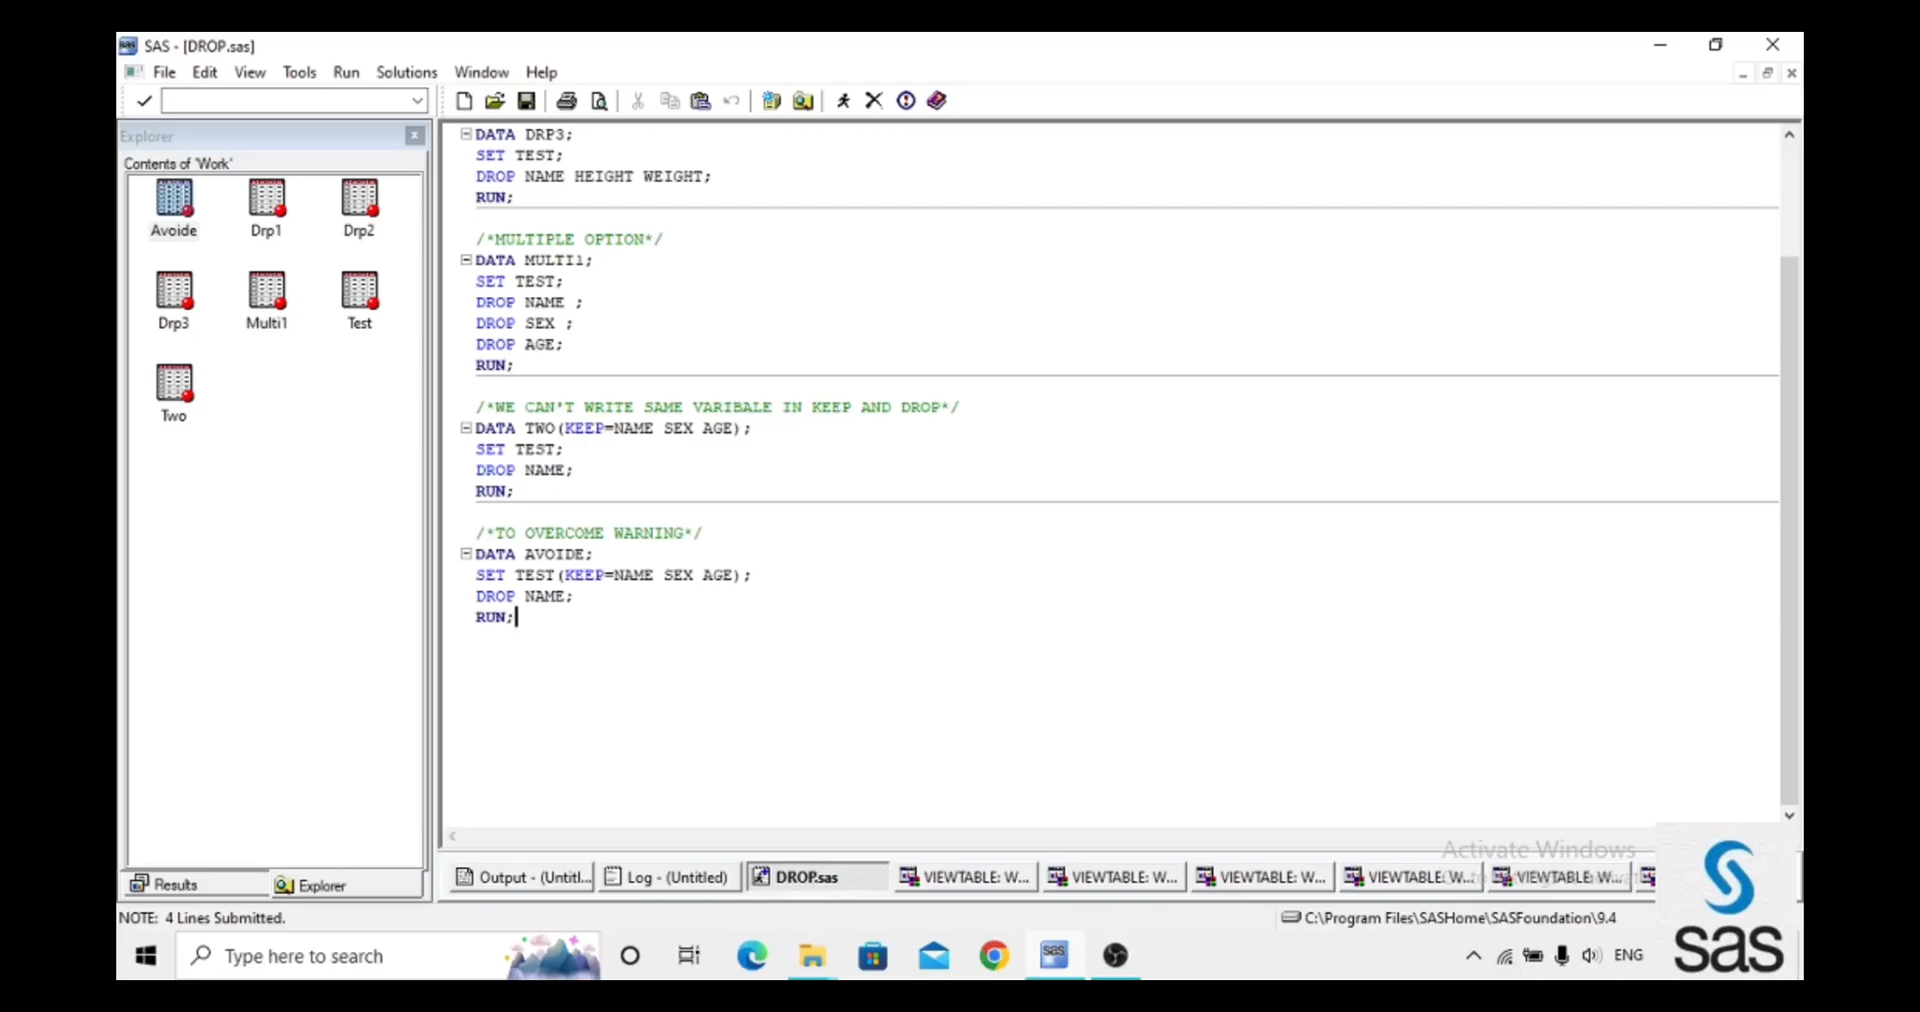 SAS - [DROP.sas]
File Edit View Tools Run Solutions Window Help
Explorer
Contents of 'Work'
Avoide Drp1 Drp2
Drp3 Multi1 Test
Two
DATA DRP3;
SET TEST;
DROP NAME HEIGHT WEIGHT;
RUN;
/*MULTIPLE OPTION*/
DATA MULTI1;
SET TEST;
DROP NAME ;
DROP SEX ;
DROP AGE;
RUN;
/*WE CAN'T WRITE SAME VARIBALE IN KEEP AND DROP*/
DATA TWO(KEEP=NAME SEX AGE);
SET TEST;
DROP NAME;
RUN;
/*TO OVERCOME WARNING*/
DATA AVOIDE;
SET TEST(KEEP=NAME SEX AGE);
DROP NAME;
RUN;
Activate Windows
Results Explorer
Output - (Untitl... Log - (Untitled) DROP.sas VIEWTABLE: W... VIEWTABLE: W... VIEWTABLE: W... VIEWTABLE: W... VIEWTABLE: W...
NOTE: 4 Lines Submitted.
C:\Program Files\SASHome\SASFoundation\9.4
Type here to search
sas
ENG
sas